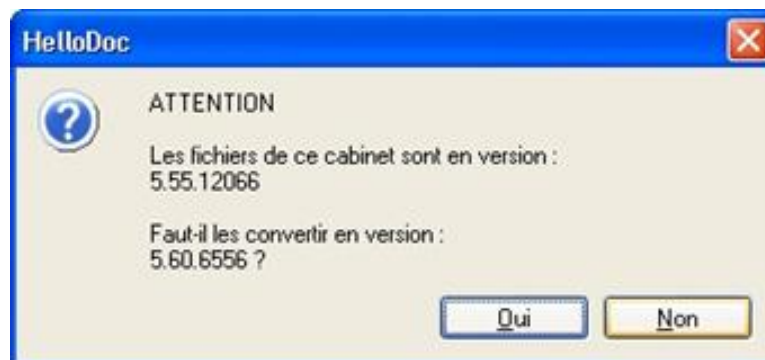 HelloDoc
ATTENTION
Les fichiers de ce cabinet sont en version :
5.55.12066
Faut-il les convertir en version :
5.60.6556 ?
Oui
Non